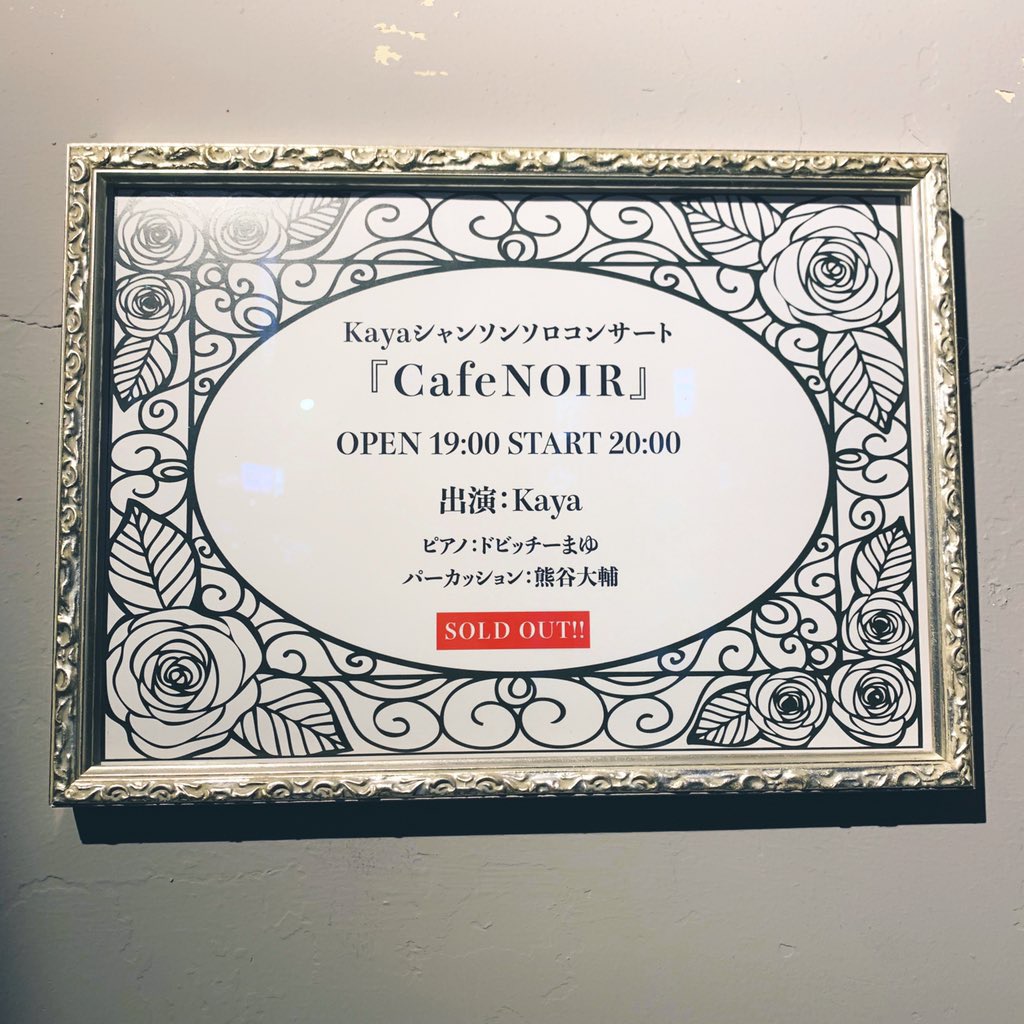 Kayaシャンソンソロコンサート
『CafeNOIR』
OPEN 19:00 START 20:00
出演：Kaya
ピアノ：ドビッチーまゆ
パーカッション：熊谷大輔
SOLD OUT!!